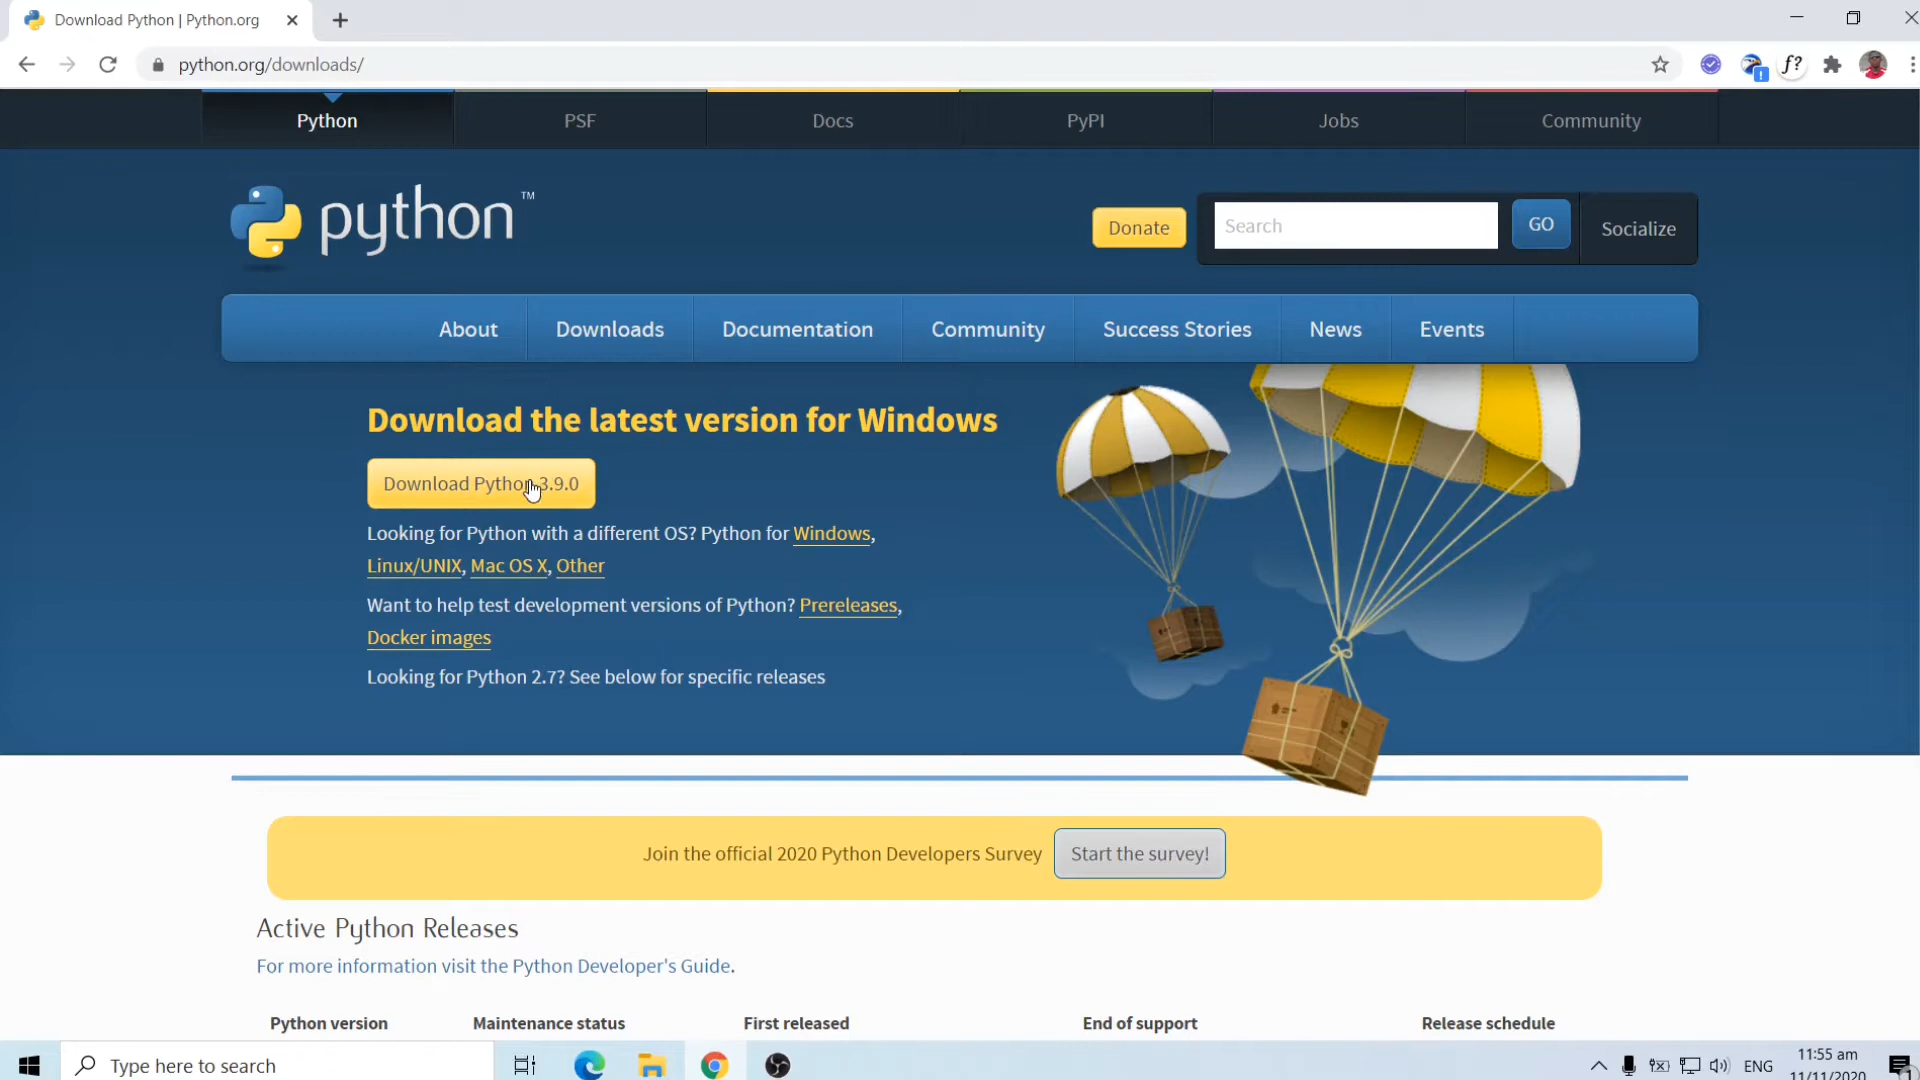 Download Python | Python.org
python.org/downloads/
f?
Python PSF Docs PyPI Jobs Community
python™
Donate
Search
GO
Socialize
About Downloads Documentation Community Success Stories News Events
Download the latest version for Windows
Download Python 3.9.0
Looking for Python with a different OS? Python for Windows,
Linux/UNIX, Mac OS X, Other
Want to help test development versions of Python? Prereleases,
Docker images
Looking for Python 2.7? See below for specific releases
Join the official 2020 Python Developers Survey
Start the survey!
Active Python Releases
For more information visit the Python Developer's Guide.
Python version Maintenance status First released End of support Release schedule
Type here to search
ENG
11:55 am
11/11/2020
1